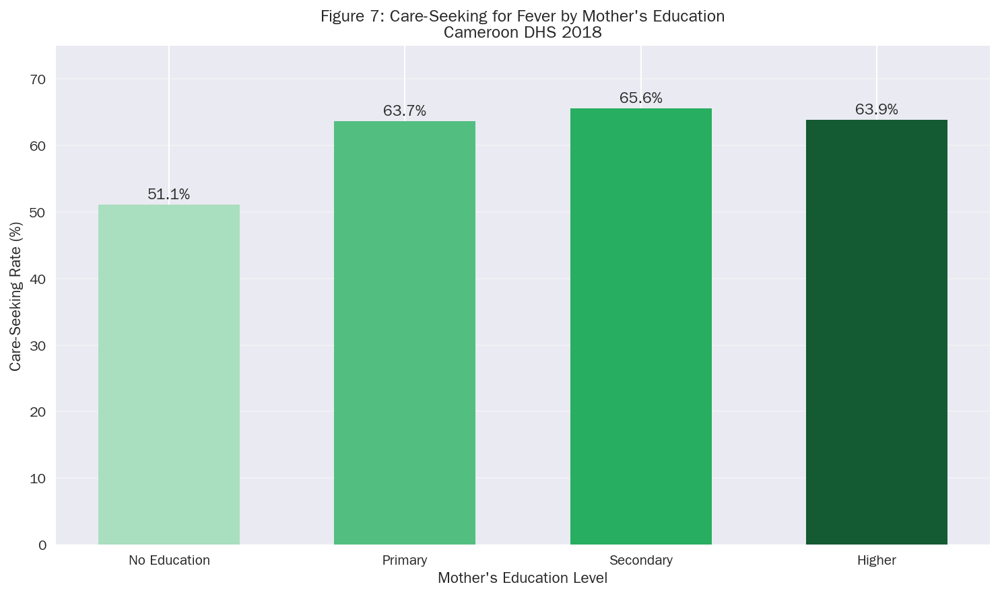 Figure 7: Care-Seeking for Fever by Mother's Education
Cameroon DHS 2018
70
60
50
40
30
20
10
0
Care-Seeking Rate (%)
51.1%
63.7%
65.6%
63.9%
No Education
Primary
Secondary
Higher
Mother's Education Level